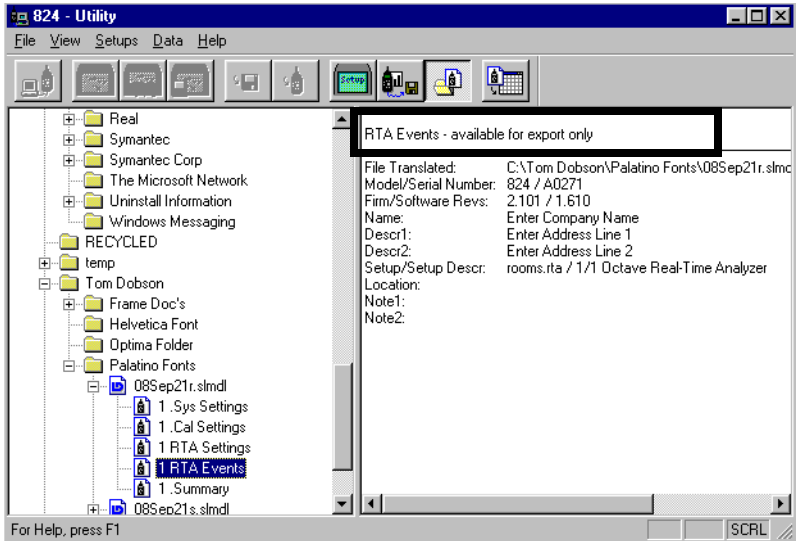 824 - Utility
File View Setups Data Help
Setup
Real
Symantec
Symantec Corp
The Microsoft Network
Uninstall Information
Windows Messaging
RECYCLED
temp
Tom Dobson
Frame Doc's
Helvetica Font
Optima Folder
Palatino Fonts
08Sep21r.slmdl
1 .Sys Settings
1 .Cal Settings
1 RTA Settings
1 RTA Events
1 .Summary
08Sep21s.slmdl
RTA Events - available for export only
File Translated: C:\Tom Dobson\Palatino Fonts\08Sep21r.slmd
Model/Serial Number: 824 / A0271
Firm/Software Revs: 2.101 / 1.610
Name: Enter Company Name
Descr1: Enter Address Line 1
Descr2: Enter Address Line 2
Setup/Setup Descr: rooms.rta / 1/1 Octave Real-Time Analyzer
Location:
Note1:
Note2:
For Help, press F1
SCRL